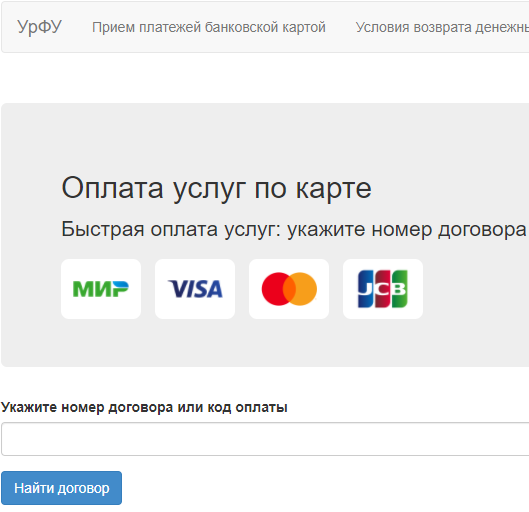 УрФУ Прием платежей банковской картой Условия возврата
Оплата услуг по карте
Быстрая оплата услуг: укажите номер договора
МИР VISA JCB
Укажите номер договора или код оплаты
Найти договор